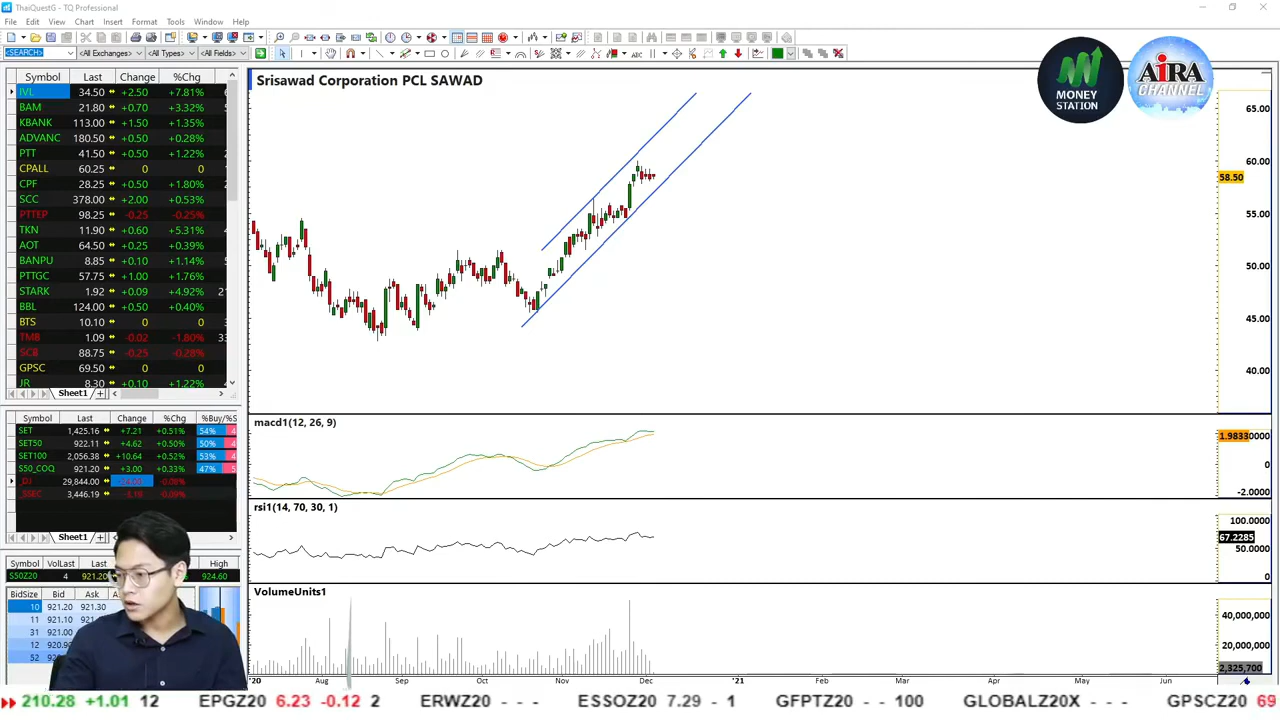 ThaiQuestG - TQ Professional
File Edit View Chart Insert Format Tools Window Help
<SEARCH> <All Exchanges> <All Types> <All Fields>
Symbol Last Change %Chg
IVL 34.50 +2.50 +7.81%
BAM 21.80 +0.70 +3.32%
KBANK 113.00 +1.50 +1.35%
ADVANC 180.50 +0.50 +0.28%
PTT 41.50 +0.50 +1.22%
CPALL 60.25 0 0
CPF 28.25 +0.50 +1.80%
SCC 378.00 +2.00 +0.53%
PTTEP 98.25 -0.25 -0.25%
TKN 11.90 +0.60 +5.31%
AOT 64.50 +0.25 +0.39%
BANPU 8.85 +0.10 +1.14%
PTTGC 57.75 +1.00 +1.76%
STARK 1.92 +0.09 +4.92%
BBL 124.00 +0.50 +0.40%
BTS 10.10 0 0
TMB 1.09 -0.02 -1.80%
SCB 88.75 -0.25 -0.28%
GPSC 69.50 0 0
JR 8.30 +0.10 +1.22%
Sheet1
Symbol Last Change %Chg %Buy/%S
SET 1,425.16 +7.21 +0.51% 54%
SET50 922.11 +4.62 +0.50% 50%
SET100 2,056.38 +10.64 +0.52% 53%
S50_COQ 921.20 +3.00 +0.33% 47%
_DJ 29,844.00 -0.08%
_SSEC 3,446.19 -3.19 -0.09%
Sheet1
Symbol VolLast Last High
S50Z20 4 921.20 924.60
BidSize Bid Ask
10 921.20 921.30
11 921.10
31 921.00
12 920.90
52
Srisawad Corporation PCL SAWAD
MONEY STATION
AiRA CHANNEL
65.00
60.00
58.50
55.00
50.00
45.00
40.00
macd1(12, 26, 9)
1.9833
0
-2.0000
rsi1(14, 70, 30, 1)
100.0000
67.2285
50.0000
0
VolumeUnits1
40,000,000
20,000,000
2,325,700
'20 Aug Sep Oct Nov Dec '21 Feb Mar Apr May Jun
210.28 +1.01 12 EPGZ20 6.23 -0.12 2 ERWZ20 - - - ESSOZ20 7.29 - 1 GFPTZ20 - - 100 GLOBALZ20X - - - GPSCZ20 69